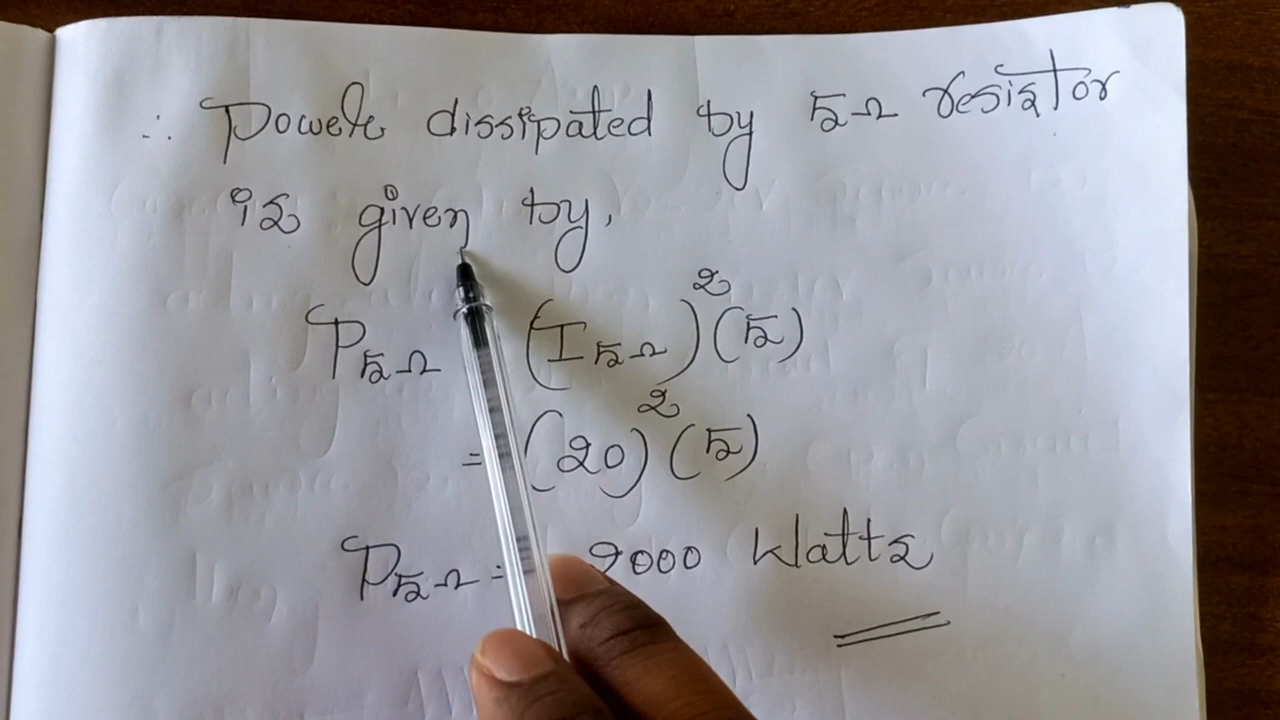 ∴ Power dissipated by 5Ω resistor
is given by,
P5Ω (I5Ω)²(5)
= (20)²(5)
P5Ω = 2000 Watts